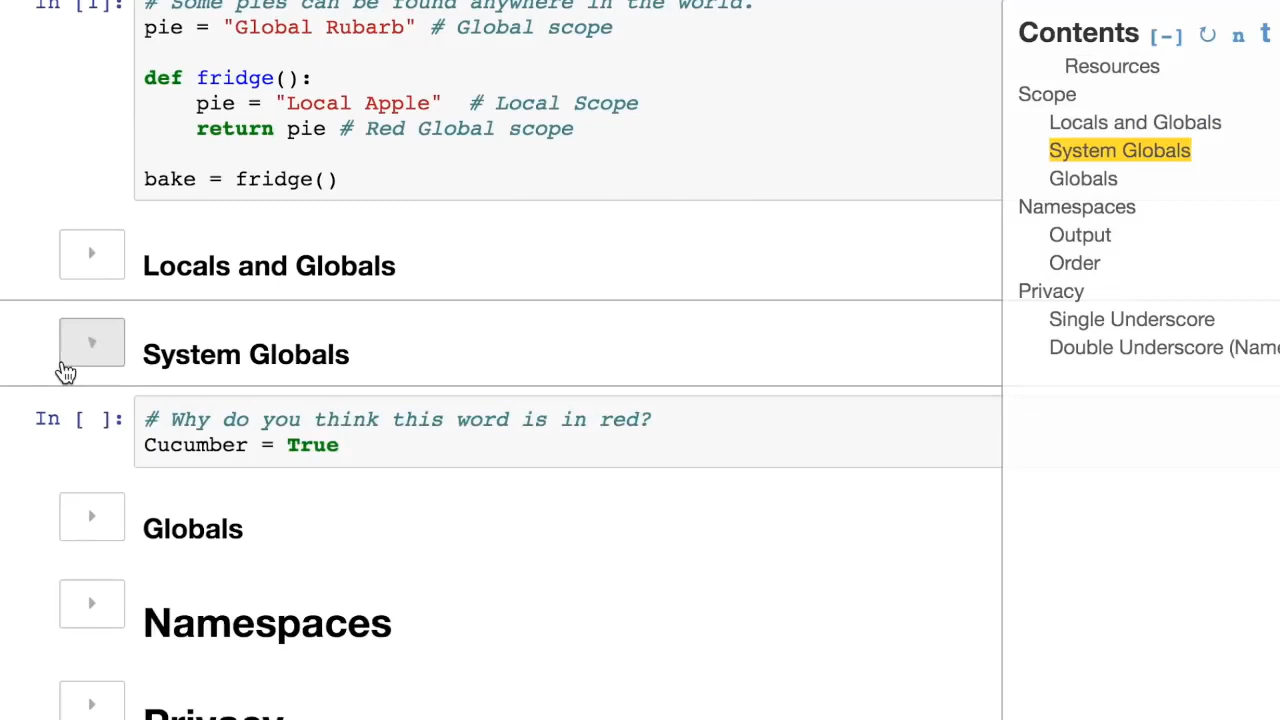 In [1]: # Some pies can be found anywhere in the world.
pie = "Global Rubarb" # Global scope
def fridge():
pie = "Local Apple" # Local Scope
return pie # Red Global scope
bake = fridge()
Locals and Globals
System Globals
In [ ]: # Why do you think this word is in red?
Cucumber = True
Globals
Namespaces
Privacy
Contents [-] n t
Resources
Scope
Locals and Globals
System Globals
Globals
Namespaces
Output
Order
Privacy
Single Underscore
Double Underscore (Name